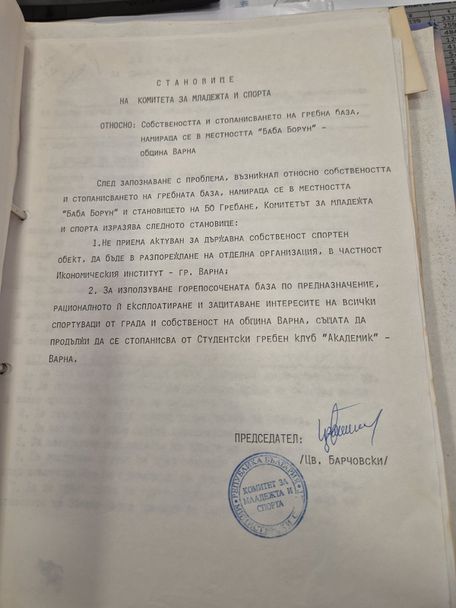 СТАНОВИЩЕ
НА КОМИТЕТА ЗА МЛАДЕЖТА И СПОРТА
ОТНОСНО: СОБСТВЕНОСТТА И СТОПАНИСВАНЕТО НА ГРЕБНА БАЗА,
НАМИРАЩА СЕ В МЕСТНОСТТА "БАБА БОРУН" –
ОБЩИНА ВАРНА
СЛЕД ЗАПОЗНАВАНЕ С ПРОБЛЕМА, ВЪЗНИКНАЛ ОТНОСНО СОБСТВЕНОСТТА
И СТОПАНИСВАНЕТО НА ГРЕБНАТА БАЗА, НАМИРАЩА СЕ В МЕСТНОСТТА
"БАБА БОРУН" И СТАНОВИЩЕТО НА БФ ГРЕБАНЕ, КОМИТЕТЪТ ЗА МЛАДЕЖТА
И СПОРТА ИЗРАЗЯВА СЛЕДНОТО СТАНОВИЩЕ:
1.НЕ ПРИЕМА АКТУВАН ЗА ДЪРЖАВНА СОБСТВЕНОСТ СПОРТЕН
ОБЕКТ, ДА БЪДЕ В РАЗПОРЕЖДАНЕ НА ОТДЕЛНА ОРГАНИЗАЦИЯ, В ЧАСТНОСТ
ИКОНОМИЧЕСКИЯ ИНСТИТУТ – ГР. ВАРНА;
2. ЗА ИЗПОЛЗУВАНЕ ГОРЕПОСОЧЕНАТА БАЗА ПО ПРЕДНАЗНАЧЕНИЕ,
РАЦИОНАЛНОТО Й ЕКСПЛОАТИРАНЕ И ЗАЩИТАВАНЕ ИНТЕРЕСИТЕ НА ВСИЧКИ
СПОРТУВАЩИ ОТ ГРАДА И СОБСТВЕНОСТ НА ОБЩИНА ВАРНА, СЪЩАТА ДА
ПРОДЪЛЖИ ДА СЕ СТОПАНИСВА ОТ СТУДЕНТСКИ ГРЕБЕН КЛУБ "АКАДЕМИК" –
ВАРНА.
ПРЕДСЕДАТЕЛ:
/ЦВ. БАРЧОВСКИ/
РЕПУБЛИКА БЪЛГАРИЯ
КОМИТЕТ ЗА
МЛАДЕЖТА И
СПОРТА